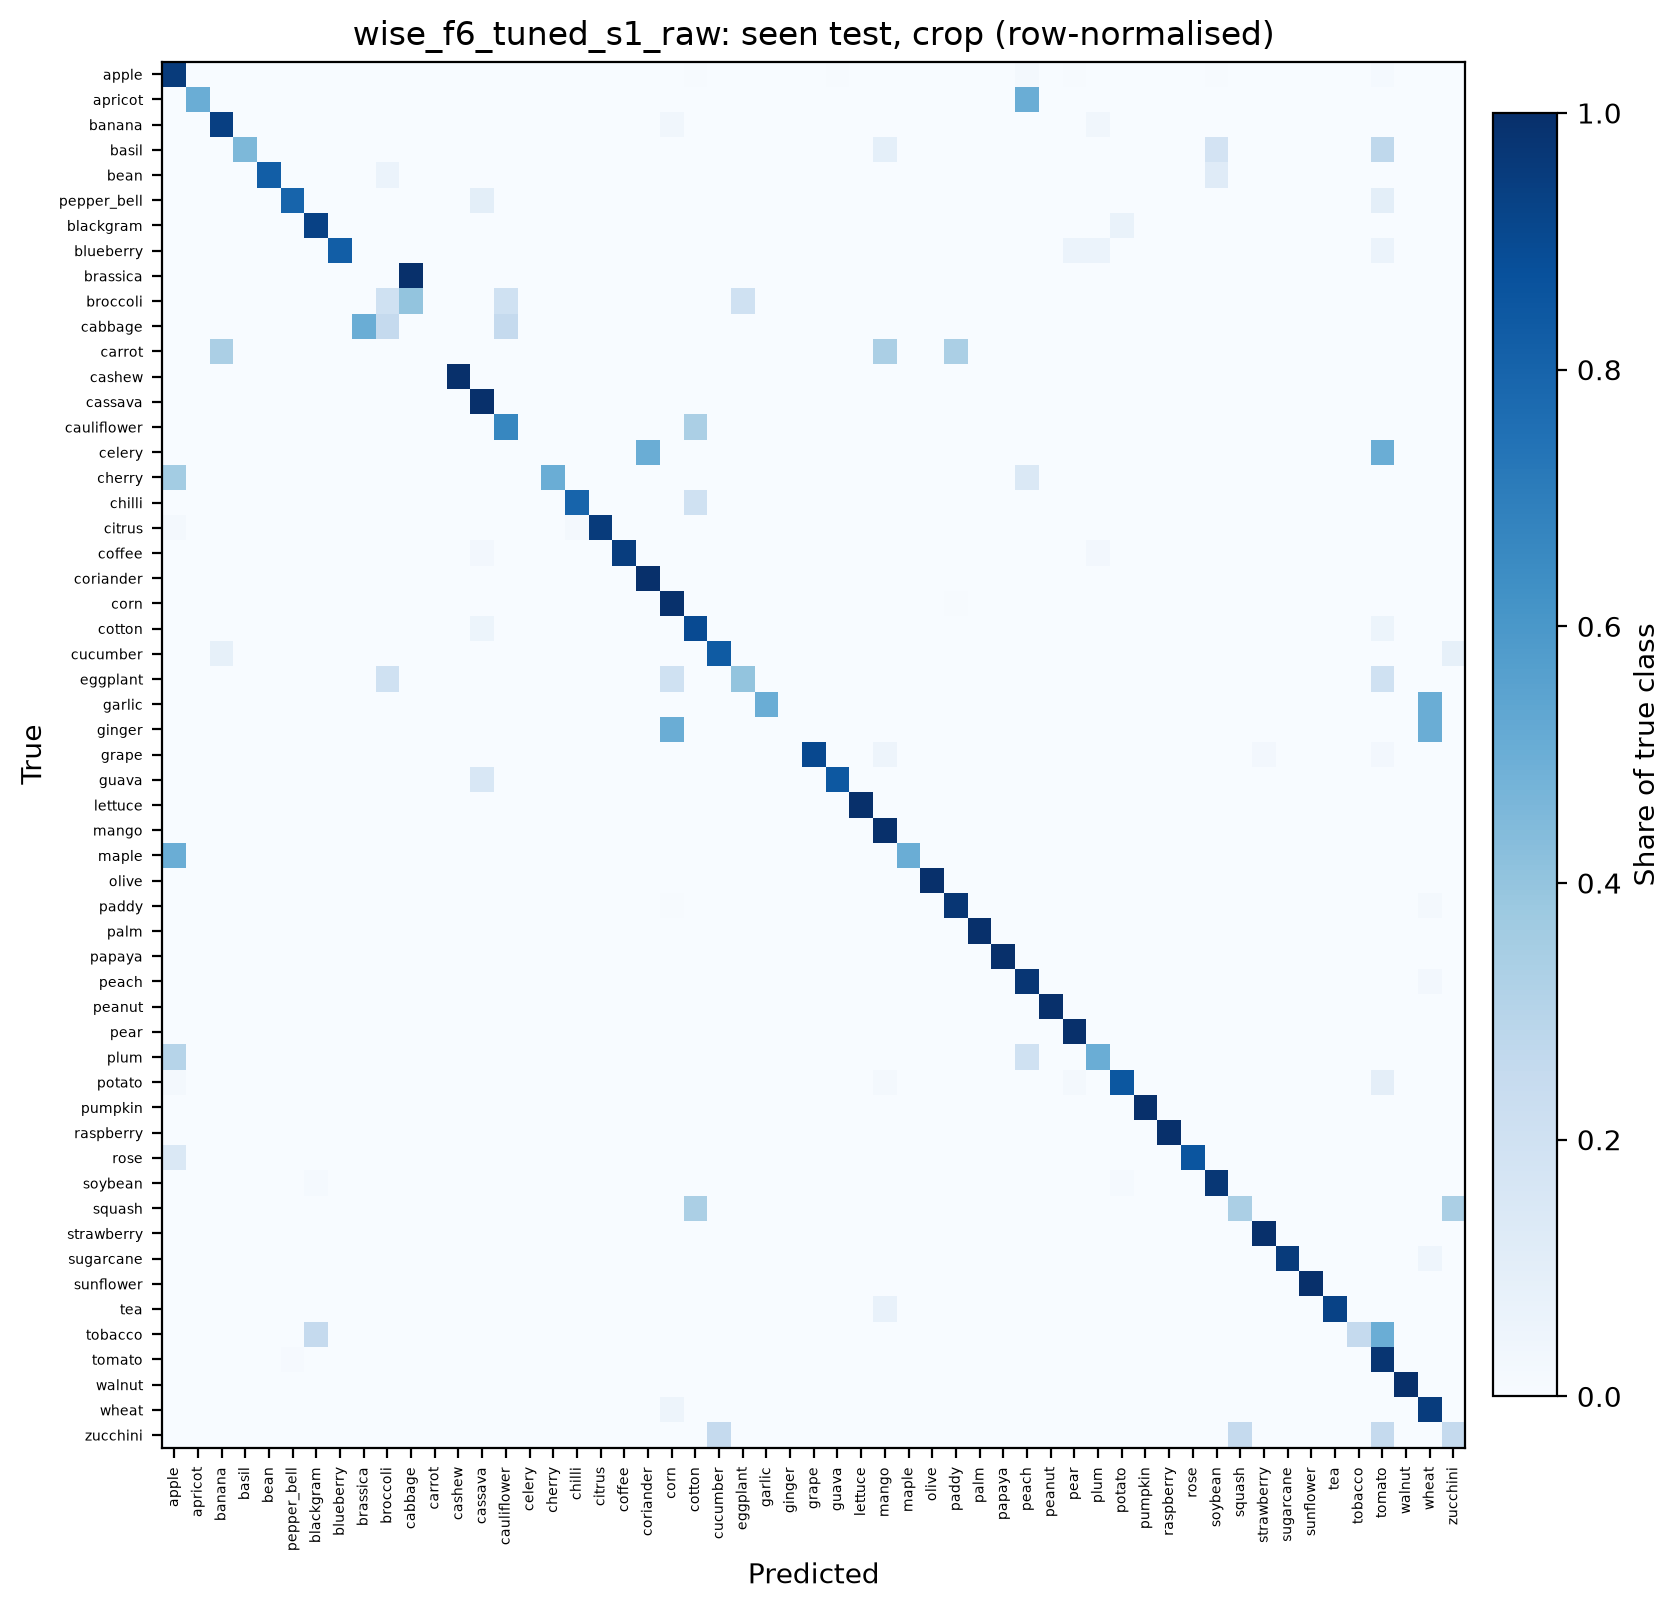 wise_f6_tuned_s1_raw: seen test, crop (row-normalised)
True
apple
apricot
banana
basil
bean
pepper_bell
blackgram
blueberry
brassica
broccoli
cabbage
carrot
cashew
cassava
cauliflower
celery
cherry
chilli
citrus
coffee
coriander
corn
cotton
cucumber
eggplant
garlic
ginger
grape
guava
lettuce
mango
maple
olive
paddy
palm
papaya
peach
peanut
pear
plum
potato
pumpkin
raspberry
rose
soybean
squash
strawberry
sugarcane
sunflower
tea
tobacco
tomato
walnut
wheat
zucchini
apple
apricot
banana
basil
bean
pepper_bell
blackgram
blueberry
brassica
broccoli
cabbage
carrot
cashew
cassava
cauliflower
celery
cherry
chilli
citrus
coffee
coriander
corn
cotton
cucumber
eggplant
garlic
ginger
grape
guava
lettuce
mango
maple
olive
paddy
palm
papaya
peach
peanut
pear
plum
potato
pumpkin
raspberry
rose
soybean
squash
strawberry
sugarcane
sunflower
tea
tobacco
tomato
walnut
wheat
zucchini
Predicted
1.0
0.8
0.6
0.4
0.2
0.0
Share of true class